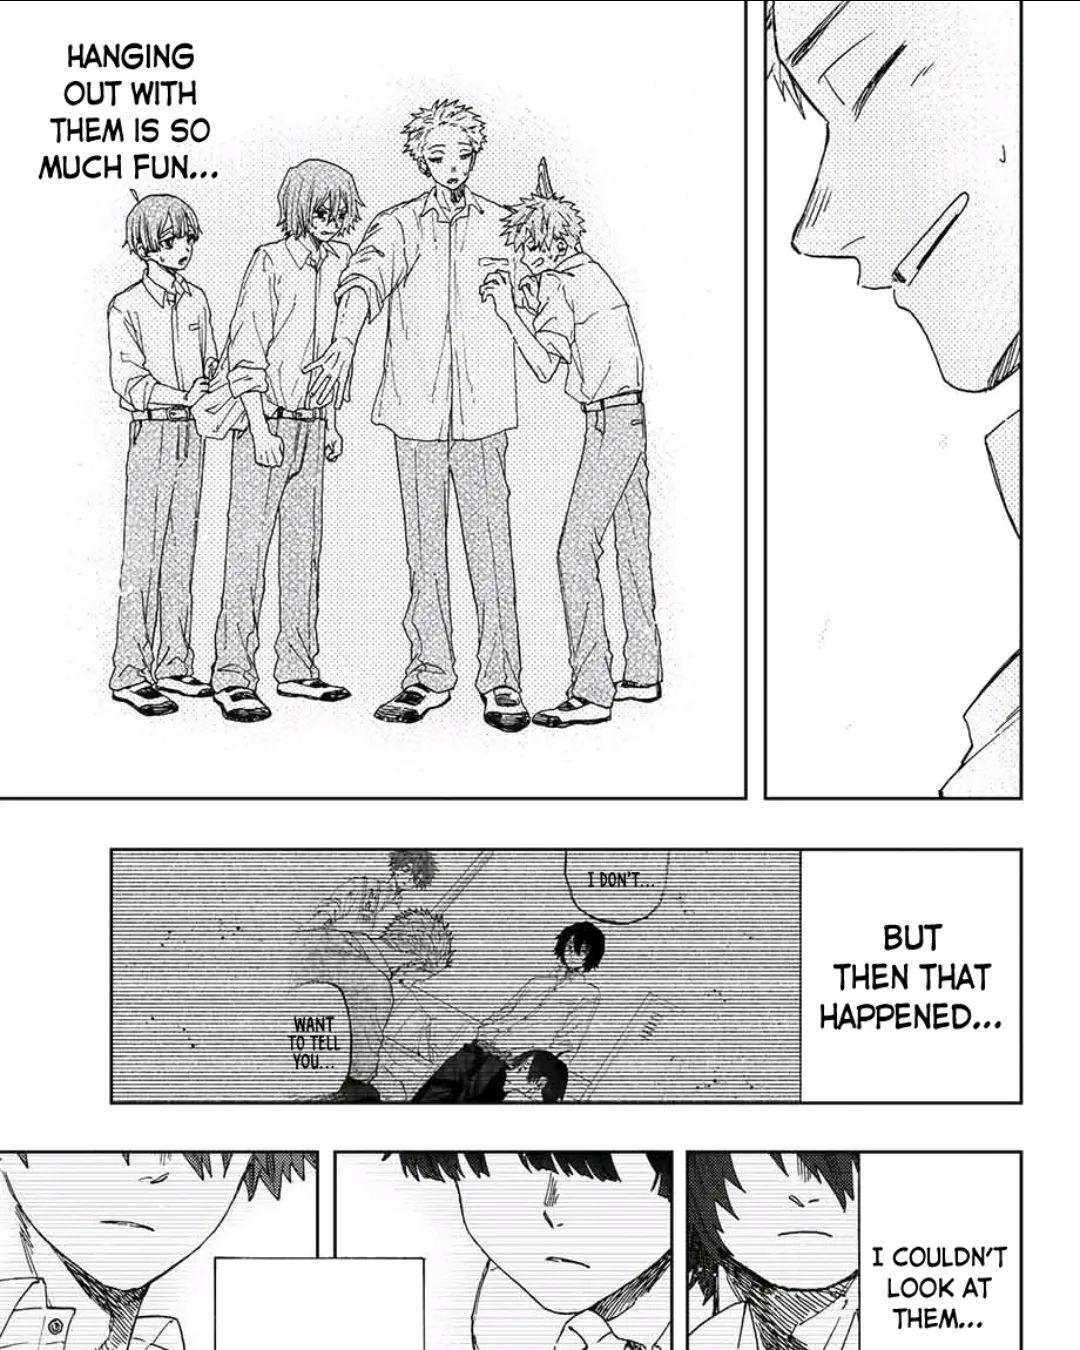 HANGING
OUT WITH
THEM IS SO
MUCH FUN...
BUT
THEN THAT
HAPPENED...
I DON'T...
WANT
TO TELL
YOU...
I COULDN'T
LOOK AT
THEM...